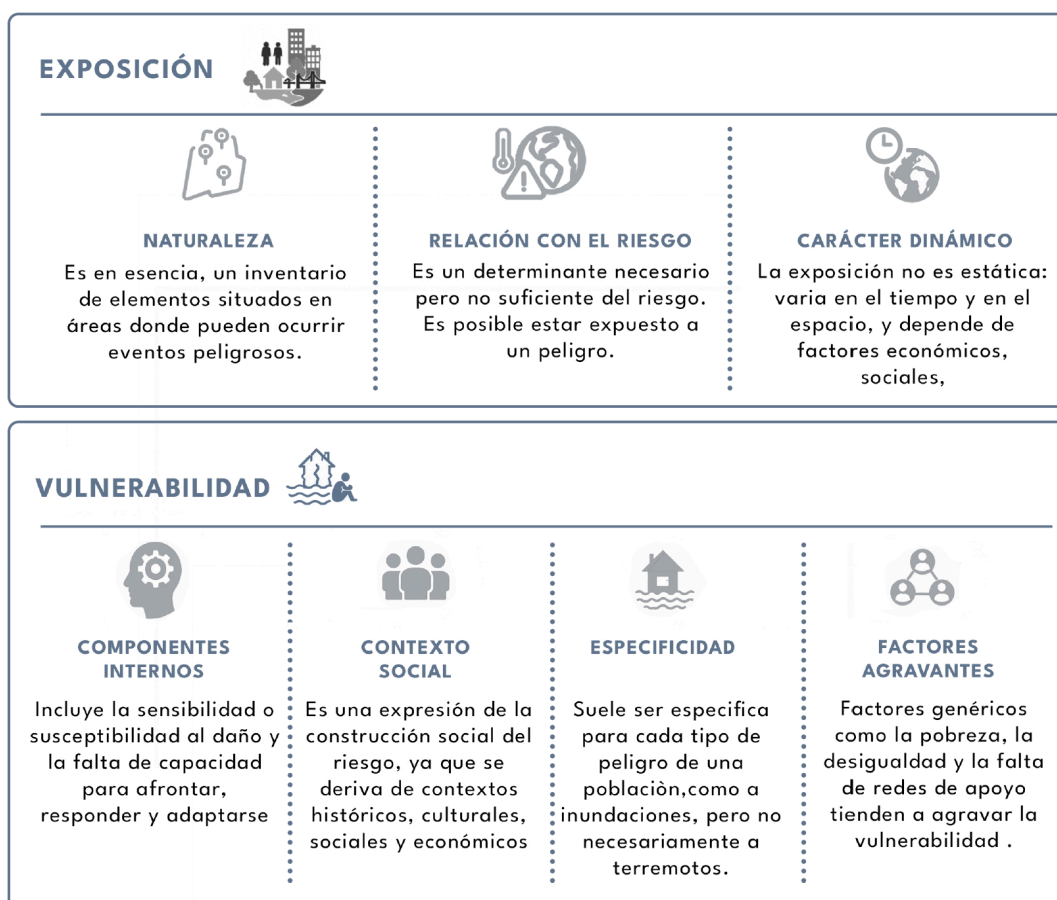 EXPOSICIÓN
NATURALEZA
Es en esencia, un inventario
de elementos situados en
áreas donde pueden ocurrir
eventos peligrosos.
RELACIÓN CON EL RIESGO
Es un determinante necesario
pero no suficiente del riesgo.
Es posible estar expuesto a
un peligro.
CARÁCTER DINÁMICO
La exposición no es estática:
varia en el tiempo y en el
espacio, y depende de
factores económicos,
sociales,
VULNERABILIDAD
COMPONENTES
INTERNOS
Incluye la sensibilidad o
susceptibilidad al daño y
la falta de capacidad
para afrontar,
responder y adaptarse
CONTEXTO
SOCIAL
Es una expresión de la
construcción social del
riesgo, ya que se
deriva de contextos
históricos, culturales,
sociales y económicos
ESPECIFICIDAD
Suele ser especifica
para cada tipo de
peligro de una
poblaciòn,como a
inundaciones, pero no
necesariamente a
terremotos.
FACTORES
AGRAVANTES
Factores genéricos
como la pobreza, la
desigualdad y la falta
de redes de apoyo
tienden a agravar la
vulnerabilidad .